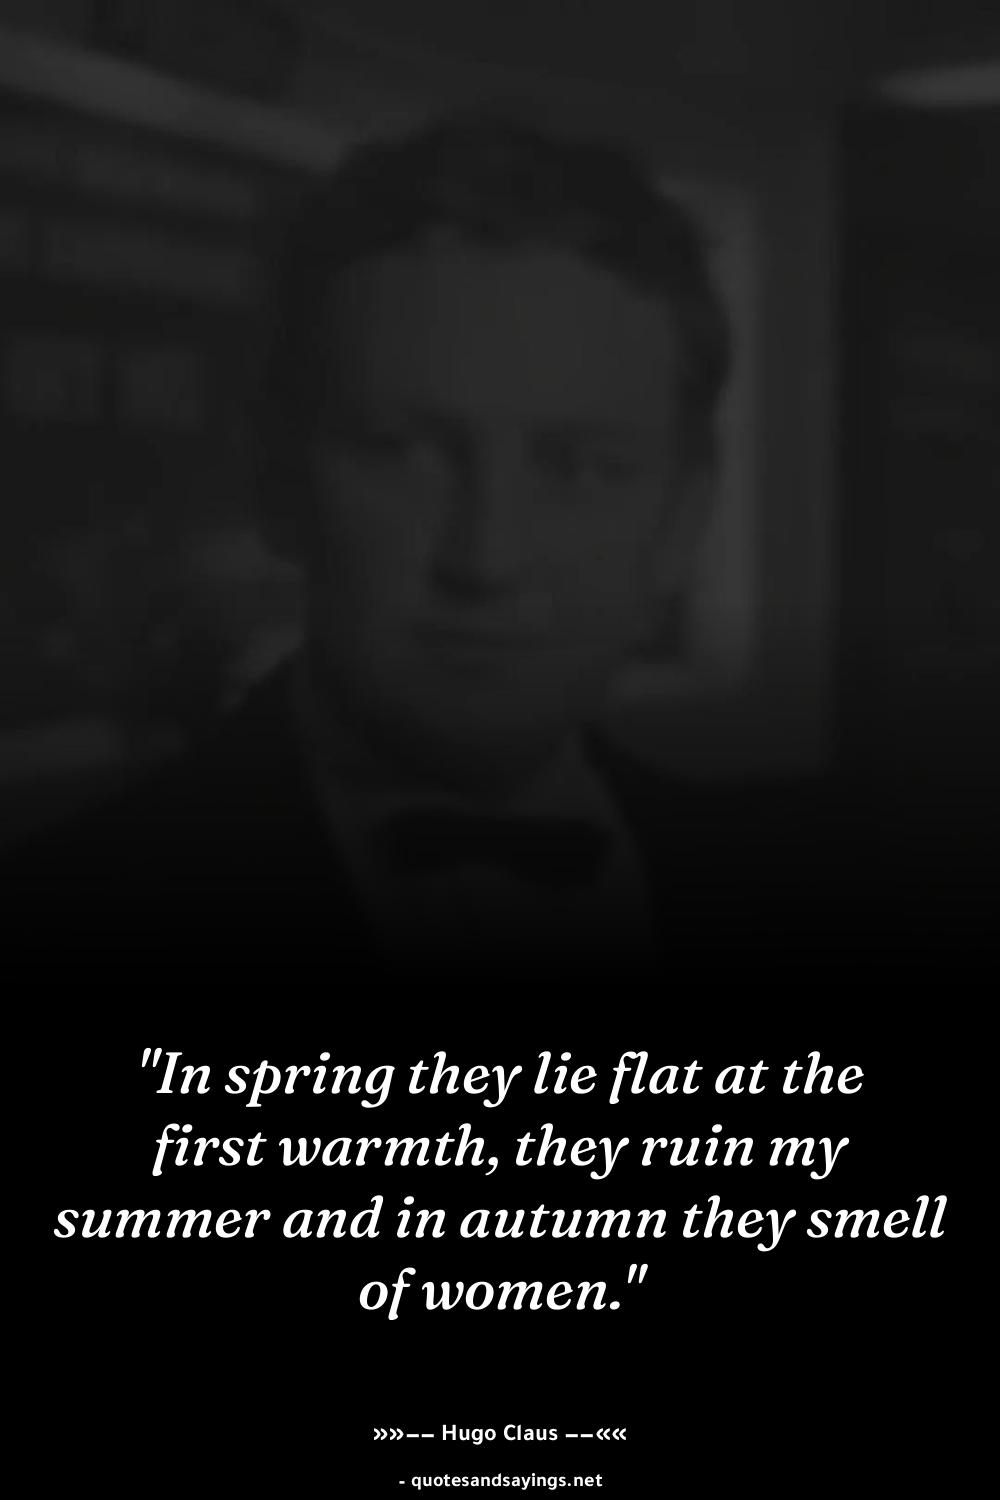 "In spring they lie flat at the
first warmth, they ruin my
summer and in autumn they smell
of women."
»»−− Hugo Claus −−««
- quotesandsayings.net